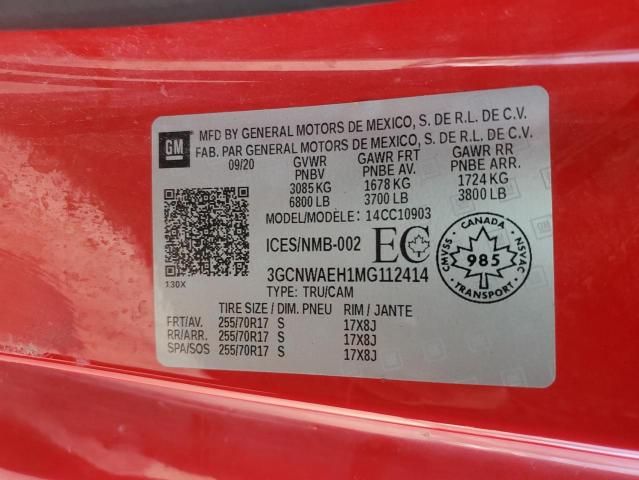 GM
MFD BY GENERAL MOTORS DE MEXICO, S. DE R.L. DE C.V.
FAB. PAR GENERAL MOTORS DE MEXICO, S. DE R.L. DE C.V.
09/20 GVWR GAWR FRT GAWR RR
PNBV PNBE AV. PNBE ARR.
3085 KG 1678 KG 1724 KG
6800 LB 3700 LB 3800 LB
MODEL/MODÈLE: 14CC10903
ICES/NMB-002 EC
CANADA
CMVSS 985 NSVAC
TRANSPORT
3GCNWAEH1MG112414
1.30X
TYPE: TRU/CAM
TIRE SIZE / DIM. PNEU RIM / JANTE
FRT/AV. 255/70R17 S 17X8J
RR/ARR. 255/70R17 S 17X8J
SPA/SOS 255/70R17 S 17X8J